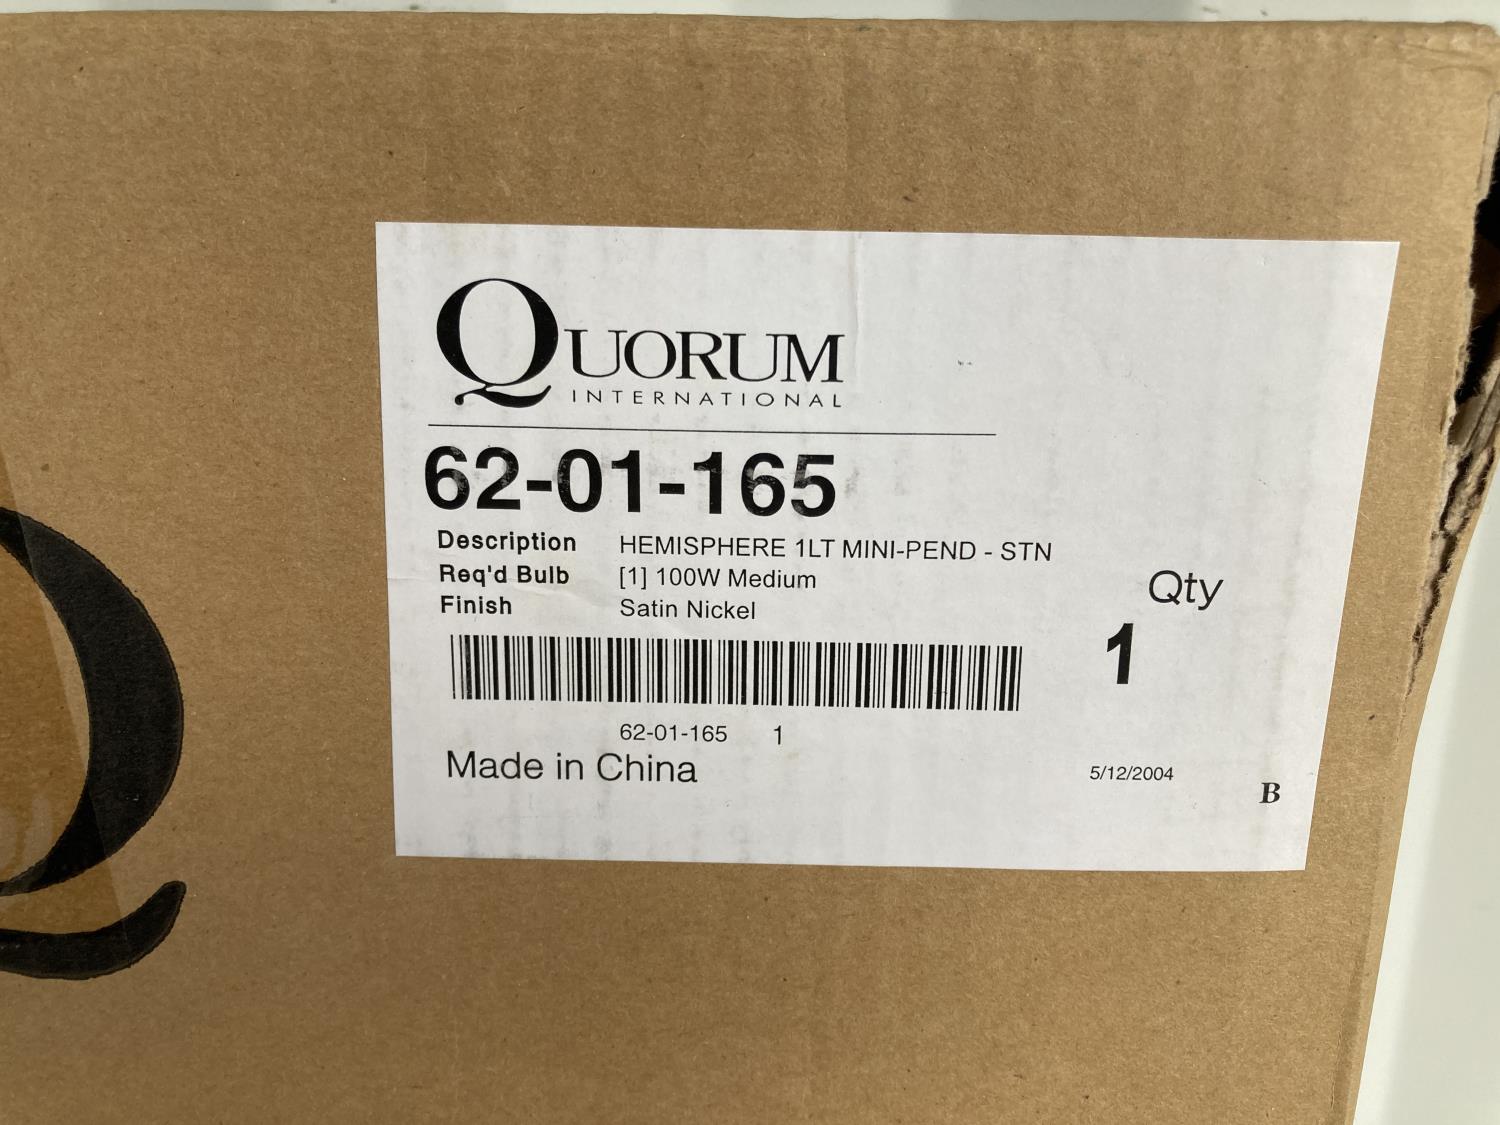 QUORUM
INTERNATIONAL
62-01-165
Description HEMISPHERE 1LT MINI-PEND - STN
Req'd Bulb [1] 100W Medium
Finish Satin Nickel
Qty
1
62-01-165 1
Made in China
5/12/2004
B
Q